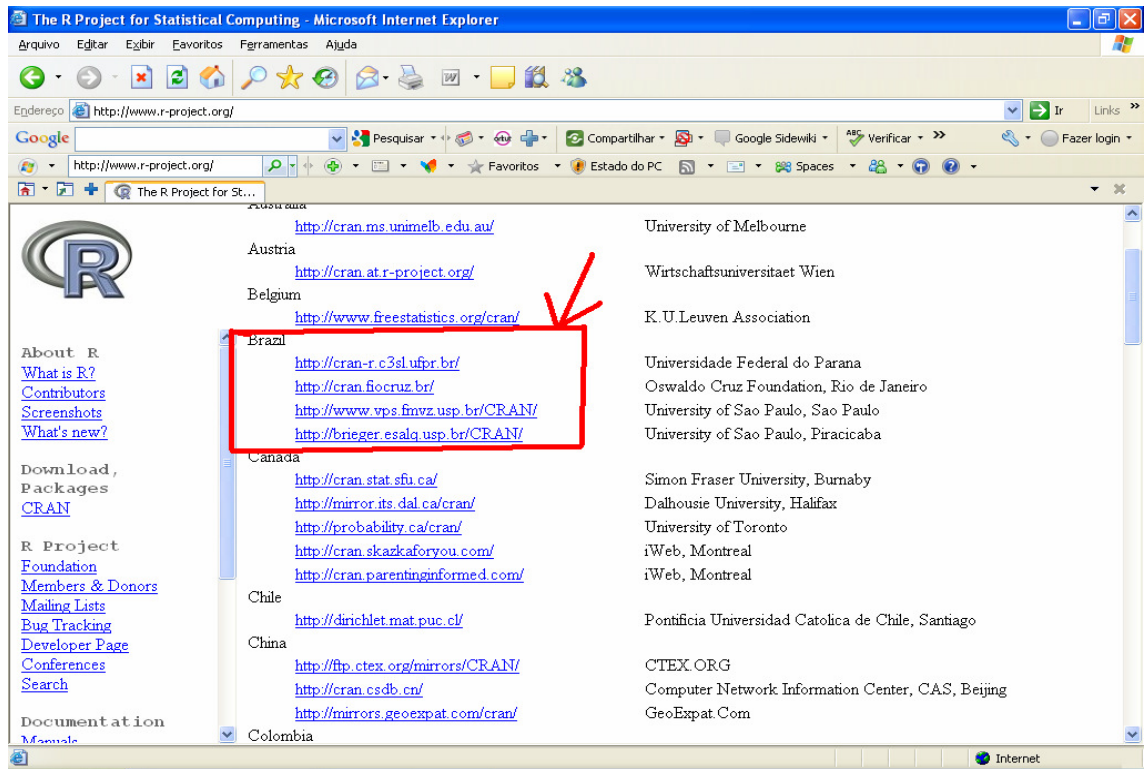 The R Project for Statistical Computing - Microsoft Internet Explorer
Arquivo Editar Exibir Favoritos Ferramentas Ajuda
Endereço http://www.r-project.org/ Ir Links »
Google Pesquisar Compartilhar Google Sidewiki ABC Verificar » Fazer login
http://www.r-project.org/ Favoritos Estado do PC Spaces
The R Project for St...
R
Australia
http://cran.ms.unimelb.edu.au/ University of Melbourne
Austria
http://cran.at.r-project.org/ Wirtschaftsuniversitaet Wien
Belgium
http://www.freestatistics.org/cran/ K.U.Leuven Association
Brazil
http://cran-r.c3sl.ufpr.br/ Universidade Federal do Parana
http://cran.fiocruz.br/ Oswaldo Cruz Foundation, Rio de Janeiro
http://www.vps.fmvz.usp.br/CRAN/ University of Sao Paulo, Sao Paulo
http://brieger.esalq.usp.br/CRAN/ University of Sao Paulo, Piracicaba
Canada
http://cran.stat.sfu.ca/ Simon Fraser University, Burnaby
http://mirror.its.dal.ca/cran/ Dalhousie University, Halifax
http://probability.ca/cran/ University of Toronto
http://cran.skazkaforyou.com/ iWeb, Montreal
http://cran.parentinginformed.com/ iWeb, Montreal
Chile
http://dirichlet.mat.puc.cl/ Pontificia Universidad Catolica de Chile, Santiago
China
http://ftp.ctex.org/mirrors/CRAN/ CTEX.ORG
http://cran.csdb.cn/ Computer Network Information Center, CAS, Beijing
http://mirrors.geoexpat.com/cran/ GeoExpat.Com
Colombia
About R
What is R?
Contributors
Screenshots
What's new?
Download,
Packages
CRAN
R Project
Foundation
Members & Donors
Mailing Lists
Bug Tracking
Developer Page
Conferences
Search
Documentation
Manuals
Internet